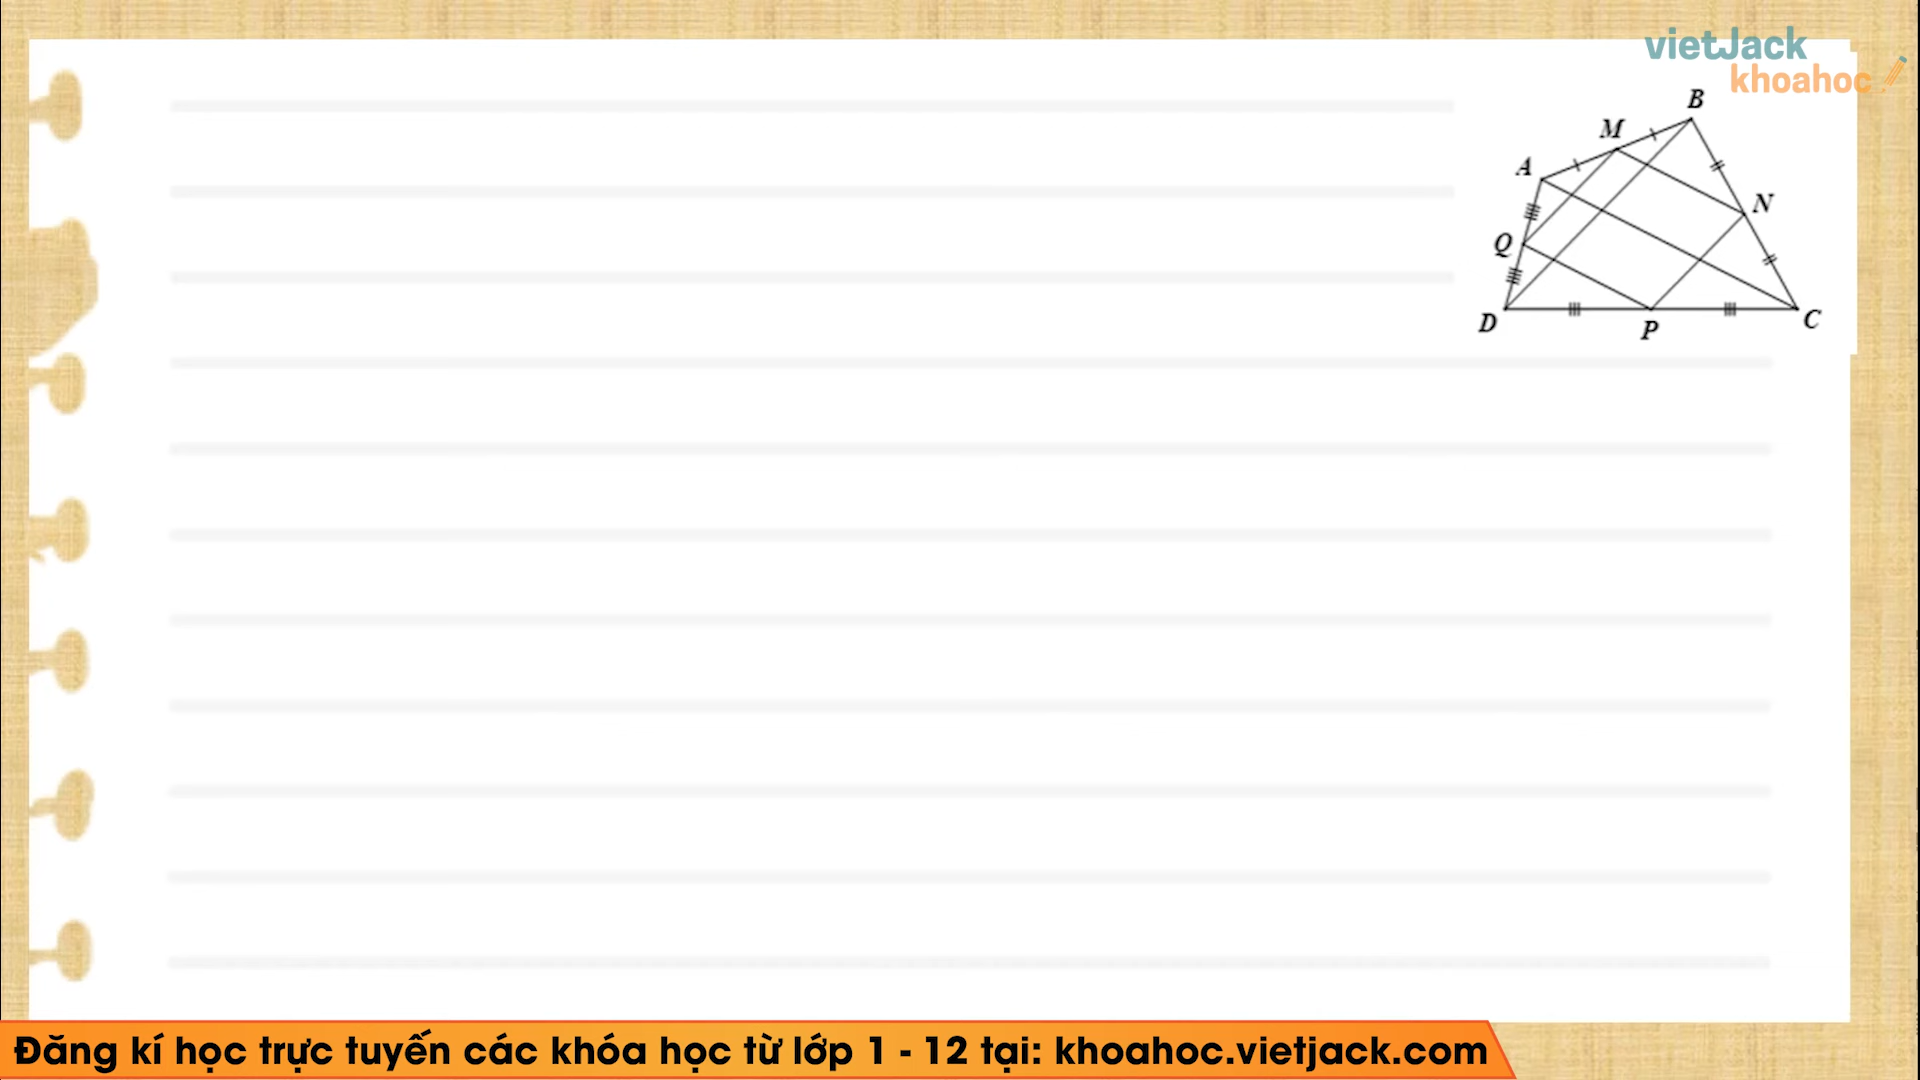 vietJack
khoahoc
B
M
A
N
Q
D
P
C
Đăng kí học trực tuyến các khóa học từ lớp 1 - 12 tại: khoahoc.vietjack.com